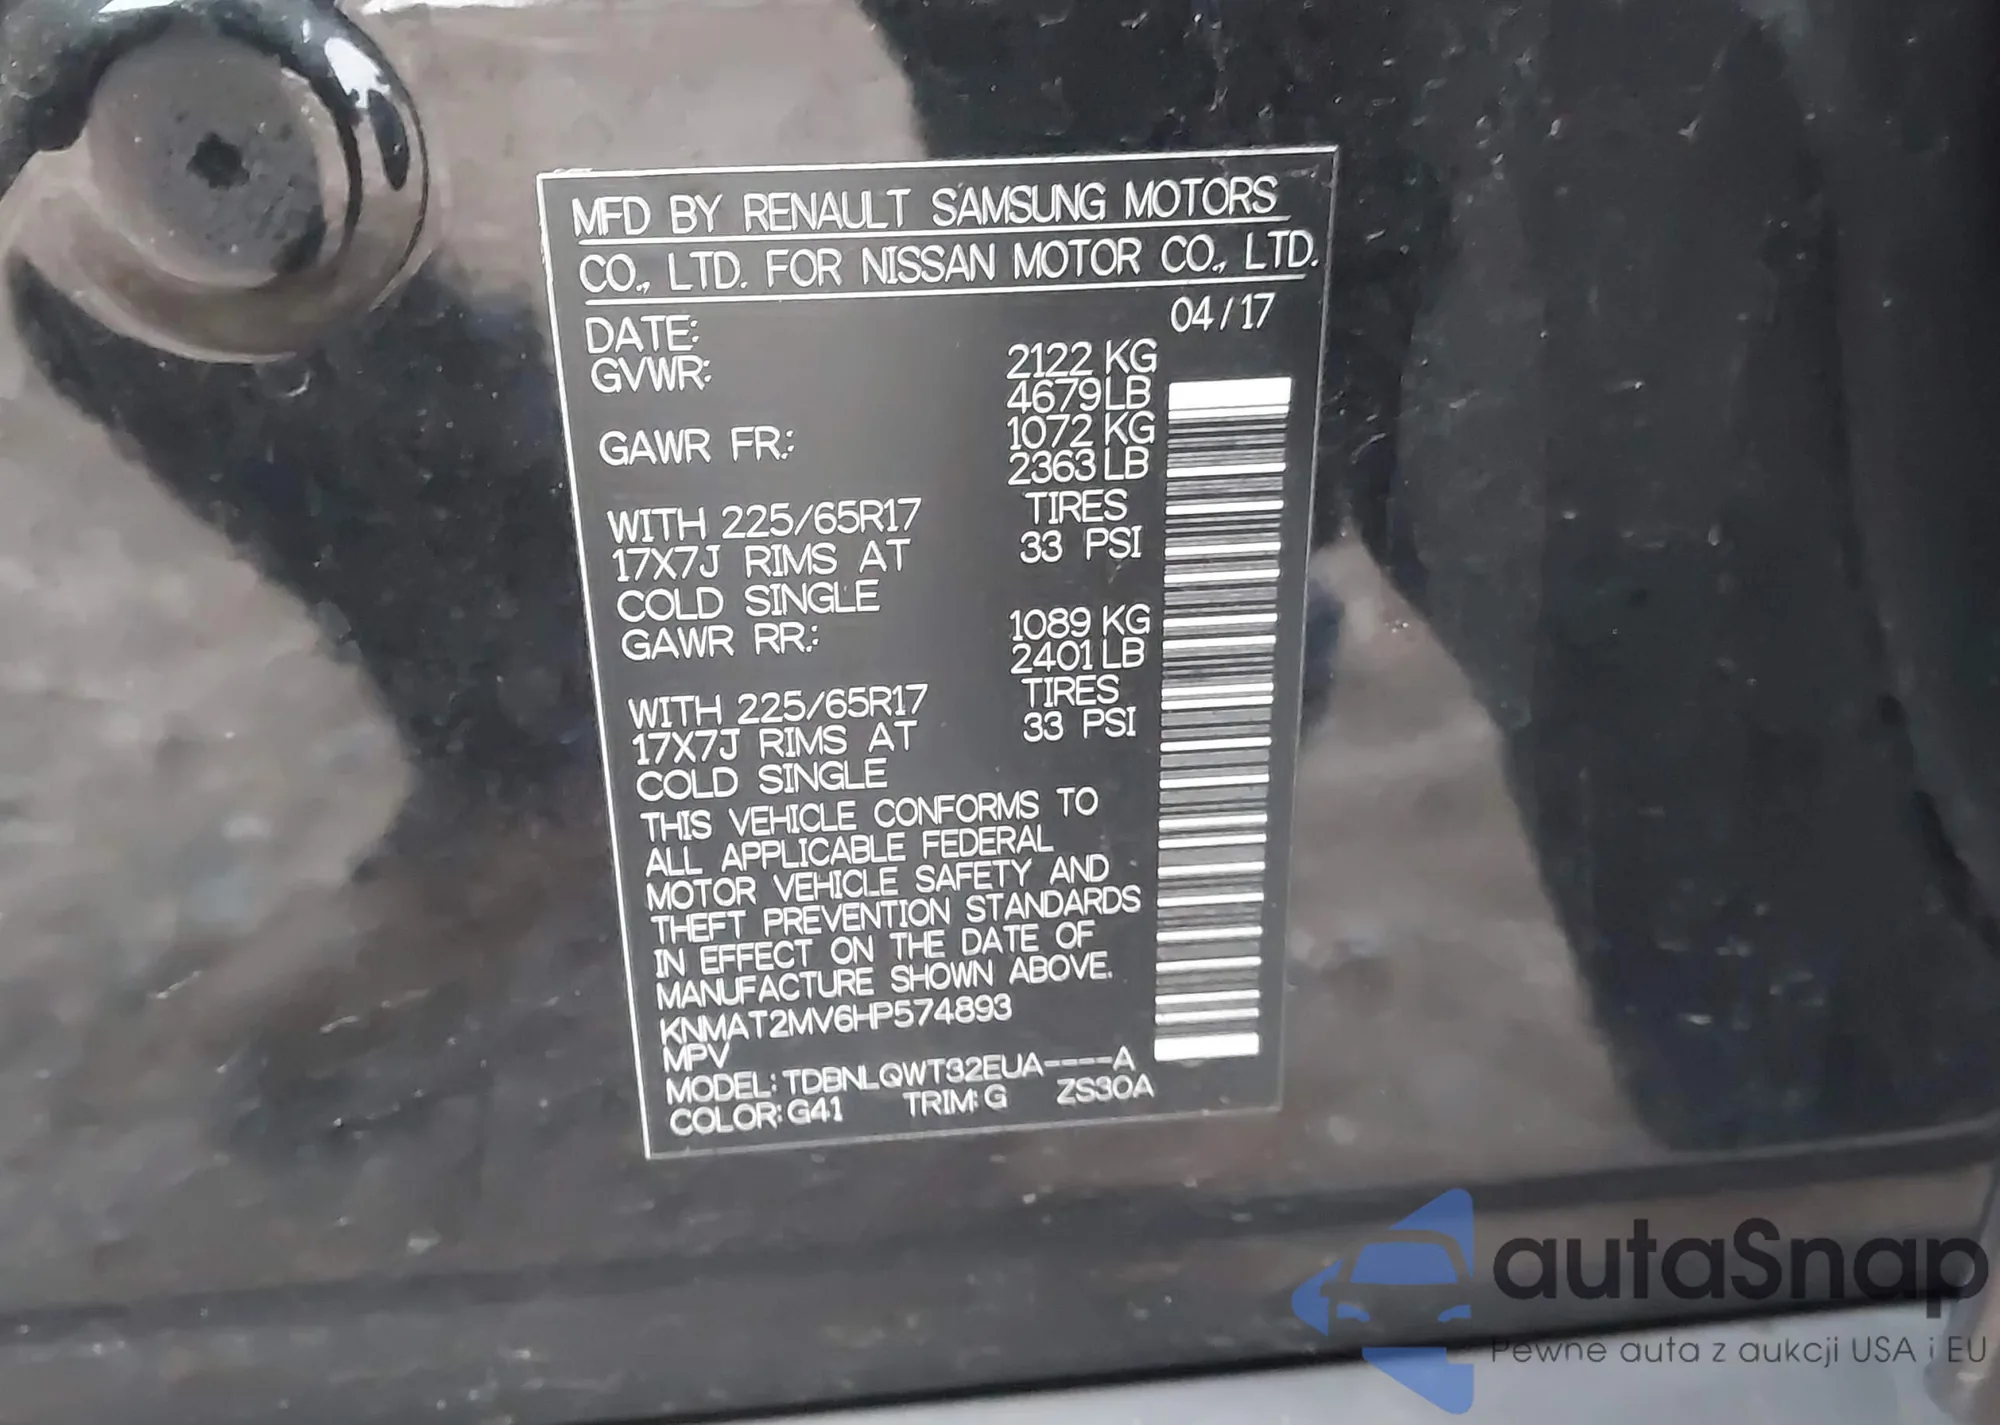 MFD BY RENAULT SAMSUNG MOTORS
CO., LTD. FOR NISSAN MOTOR CO., LTD.
DATE: 04/17
GVWR: 2122 KG
4679 LB
GAWR FR: 1072 KG
2363 LB
WITH 225/65R17 TIRES
17X7J RIMS AT 33 PSI
COLD SINGLE
GAWR RR: 1089 KG
2401 LB
WITH 225/65R17 TIRES
17X7J RIMS AT 33 PSI
COLD SINGLE
THIS VEHICLE CONFORMS TO
ALL APPLICABLE FEDERAL
MOTOR VEHICLE SAFETY AND
THEFT PREVENTION STANDARDS
IN EFFECT ON THE DATE OF
MANUFACTURE SHOWN ABOVE.
KNMAT2MV6HP574893
MPV
MODEL: TDBNLQWT32EUA----A
COLOR: G41 TRIM: G ZS30A
autaSnap
Pewne auta z aukcji USA i EU